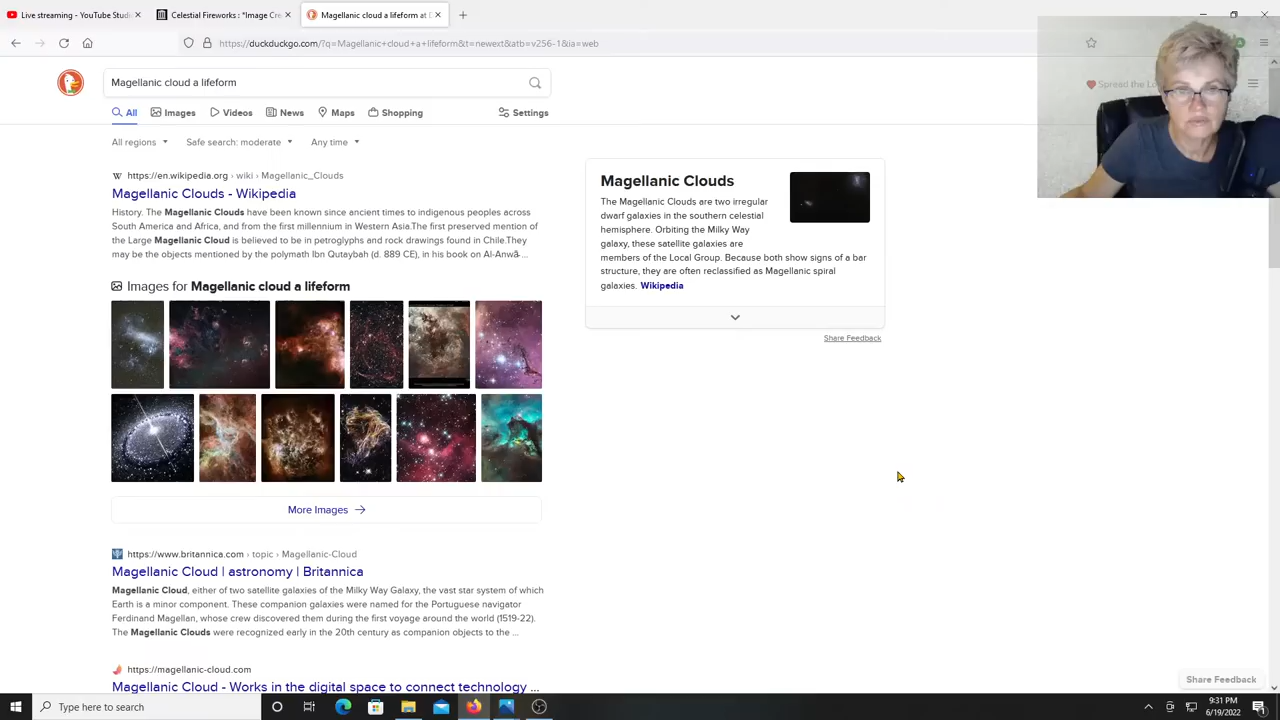 Live streaming - YouTube Studio
Celestial Fireworks : "Image Cre
Magellanic cloud a lifeform at D
https://duckduckgo.com/?q=Magellanic+cloud+a+lifeform&t=newext&atb=v256-1&ia=web
Magellanic cloud a lifeform
Spread the Lo
All
Images
Videos
News
Maps
Shopping
Settings
All regions
Safe search: moderate
Any time
W https://en.wikipedia.org › wiki › Magellanic_Clouds
Magellanic Clouds - Wikipedia
History. The Magellanic Clouds have been known since ancient times to indigenous peoples across
South America and Africa, and from the first millennium in Western Asia.The first preserved mention of
the Large Magellanic Cloud is believed to be in petroglyphs and rock drawings found in Chile.They
may be the objects mentioned by the polymath Ibn Qutaybah (d. 889 CE), in his book on Al-Anwā- ...
Images for Magellanic cloud a lifeform
More Images
https://www.britannica.com › topic › Magellanic-Cloud
Magellanic Cloud | astronomy | Britannica
Magellanic Cloud, either of two satellite galaxies of the Milky Way Galaxy, the vast star system of which
Earth is a minor component. These companion galaxies were named for the Portuguese navigator
Ferdinand Magellan, whose crew discovered them during the first voyage around the world (1519-22).
The Magellanic Clouds were recognized early in the 20th century as companion objects to the ...
https://magellanic-cloud.com
Magellanic Cloud - Works in the digital space to connect technology ...
Magellanic Clouds
The Magellanic Clouds are two irregular
dwarf galaxies in the southern celestial
hemisphere. Orbiting the Milky Way
galaxy, these satellite galaxies are
members of the Local Group. Because both show signs of a bar
structure, they are often reclassified as Magellanic spiral
galaxies. Wikipedia
Share Feedback
Share Feedback
Type here to search
9:31 PM
6/19/2022